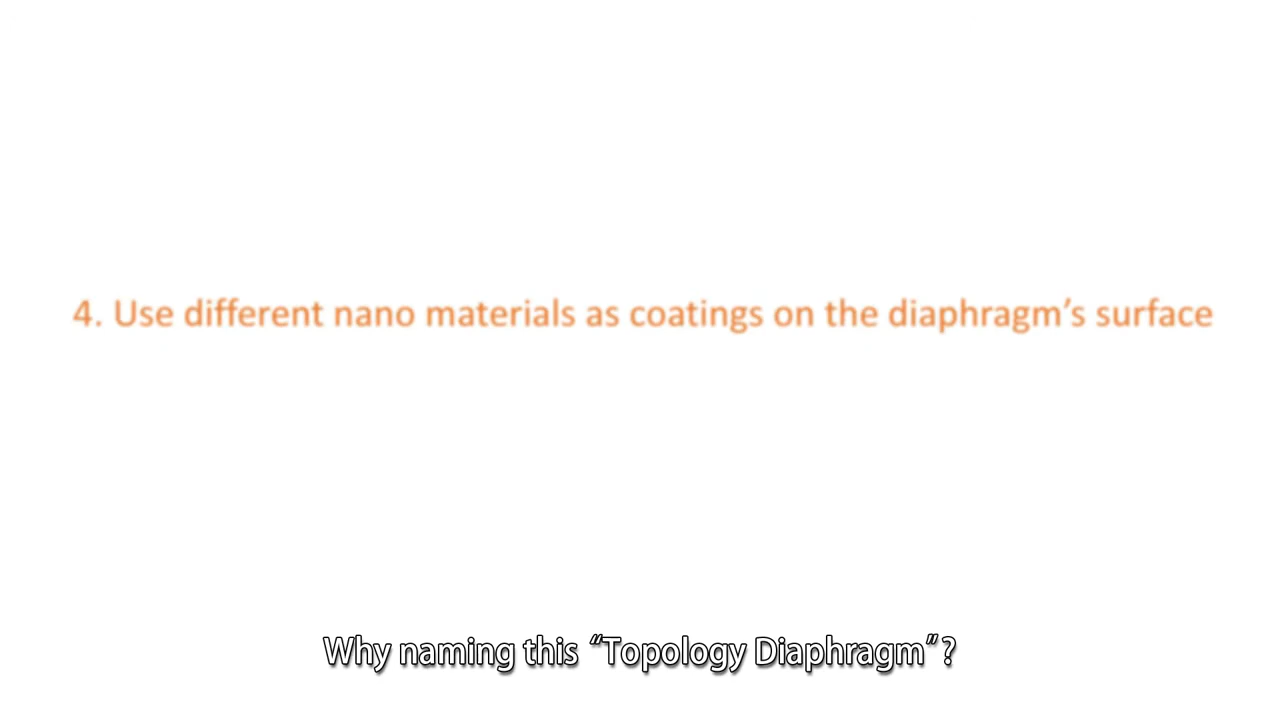 4. Use different nano materials as coatings on the diaphragm’s surface
Why naming this “Topology Diaphragm”?